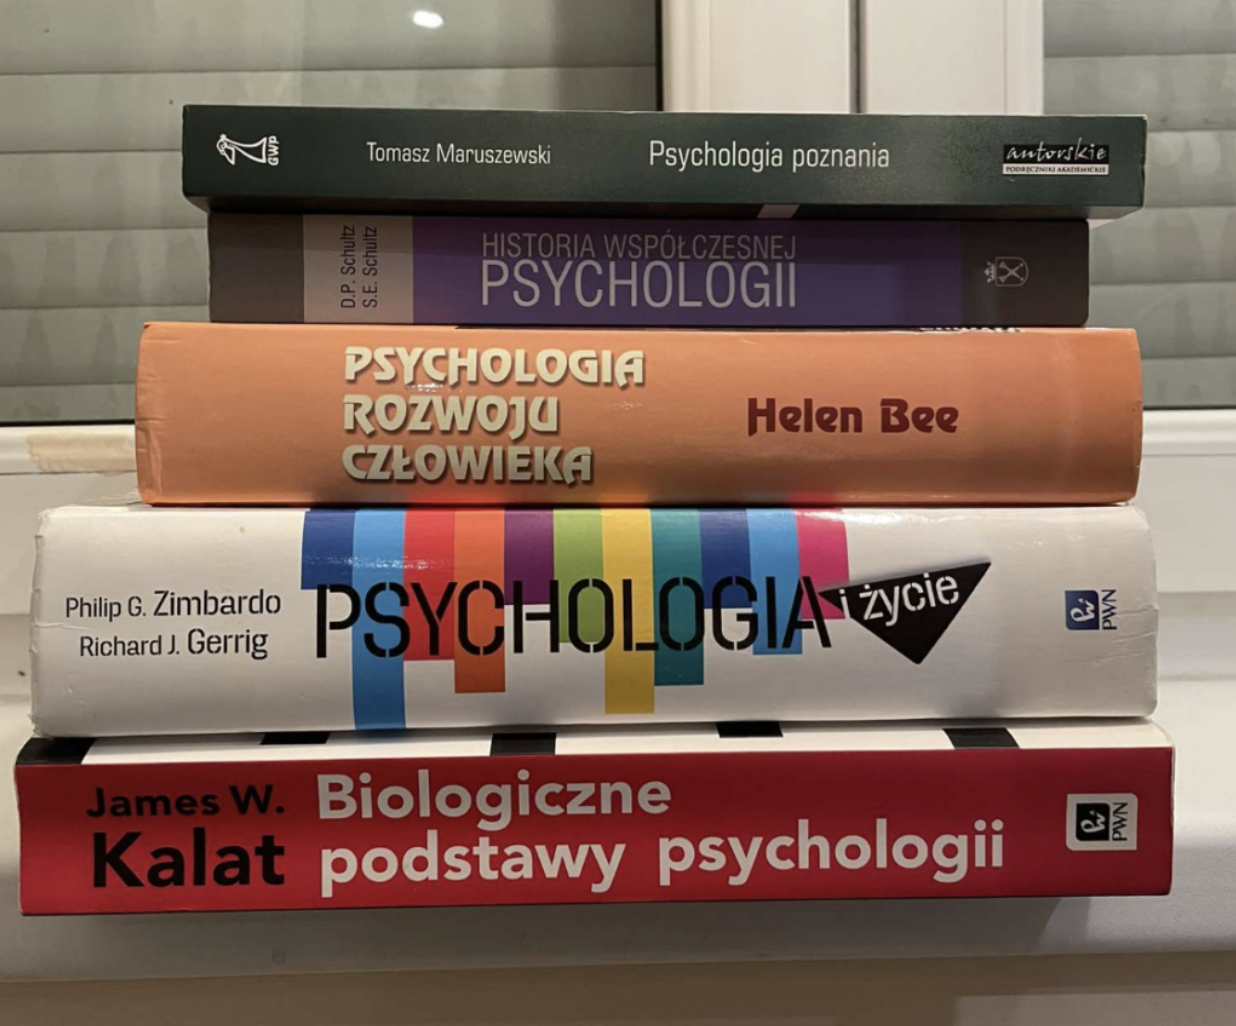 GWP
Tomasz Maruszewski
Psychologia poznania
autorskie
PODRĘCZNIKI AKADEMICKIE
D.P. Schultz
S.E. Schultz
HISTORIA WSPÓŁCZESNEJ
PSYCHOLOGII
PSYCHOLOGIA
ROZWOJU
CZŁOWIEKA
Helen Bee
Philip G. Zimbardo
Richard J. Gerrig
PSYCHOLOGIA
i życie
PWN
James W.
Kalat
Biologiczne
podstawy psychologii
PWN